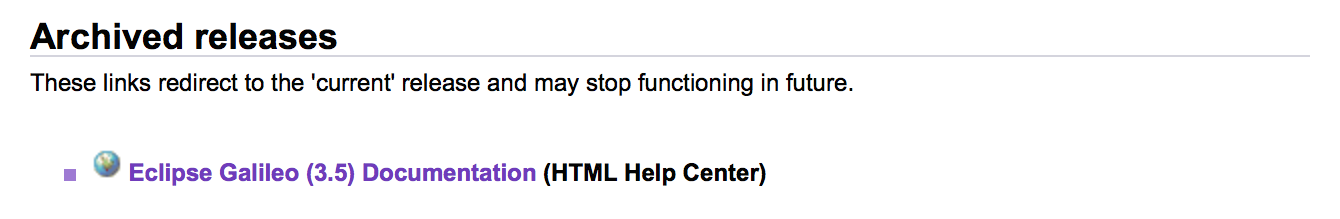 Archived releases
These links redirect to the 'current' release and may stop functioning in future.
Eclipse Galileo (3.5) Documentation (HTML Help Center)